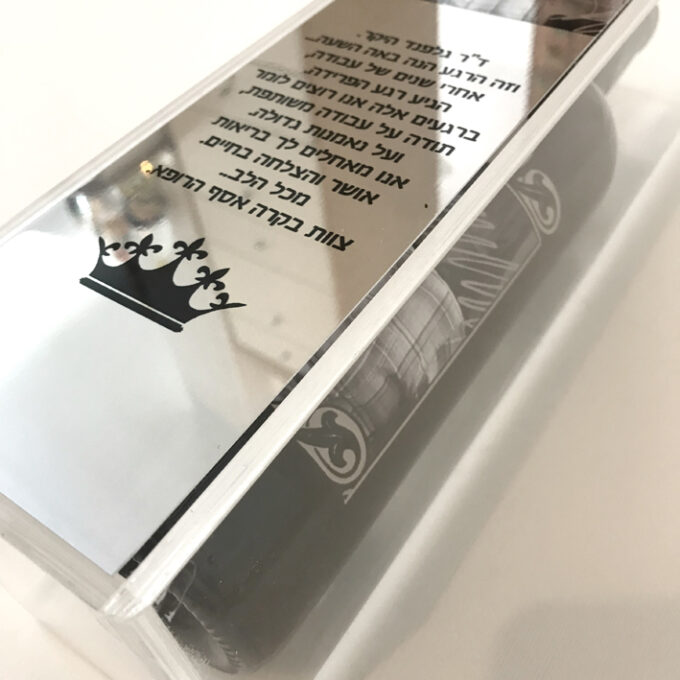 ד"ר גלפנד היקר.
וזה הרגע הנה באה השעה...
אחרי שנים של עבודה,
הגיע רגע הפרידה.
ברגעים אלה אנו רוצים לומר
תודה על עבודה משותפת,
ועל נאמנות גדולה.
אנו מאחלים לך בריאות
אושר והצלחה בחיים.
מכל הלב..
צוות בקרה אסף הרופא.